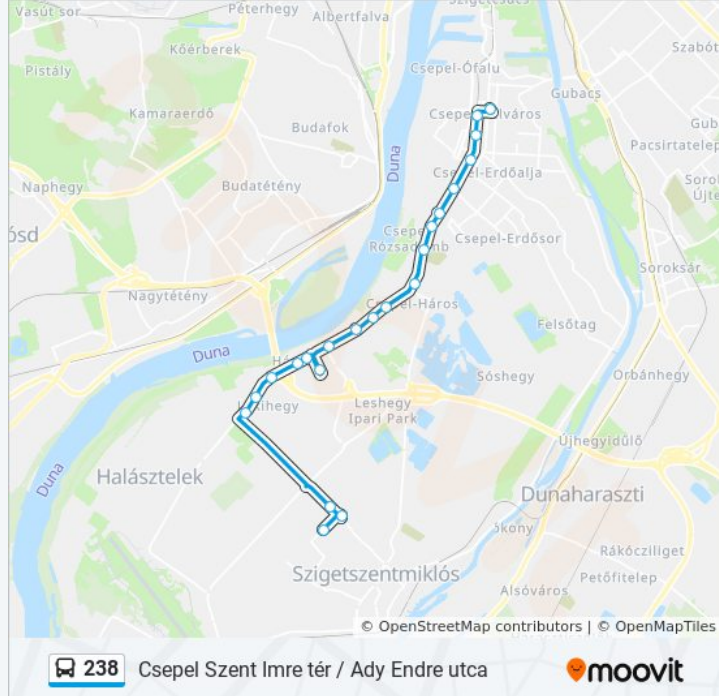 Vasút sor
Péterhegy
Albertfalva
Kőérberek
Csepel-Ófalu
Szabót
Pistály
Gubacs
Kamaraerdő
Budafok
Pacsirtatelep
Duna
Csepel-Erdőalja
Naphegy
Budatétény
ósd
Csepel-Erdősor
Soroksár
Nagytétény
Csepel-Háros
Felsőtag
Duna
Sóshegy
Orbánhegy
Leshegy
Ipari Park
Újhegyidűlő
Halásztelek
Duna
Dunaharaszti
Rákócziliget
Szigetszentmiklós
Petőfitelep
Alsóváros
© OpenStreetMap contributors | © OpenMapTiles
238 Csepel Szent Imre tér / Ady Endre utca
moovit